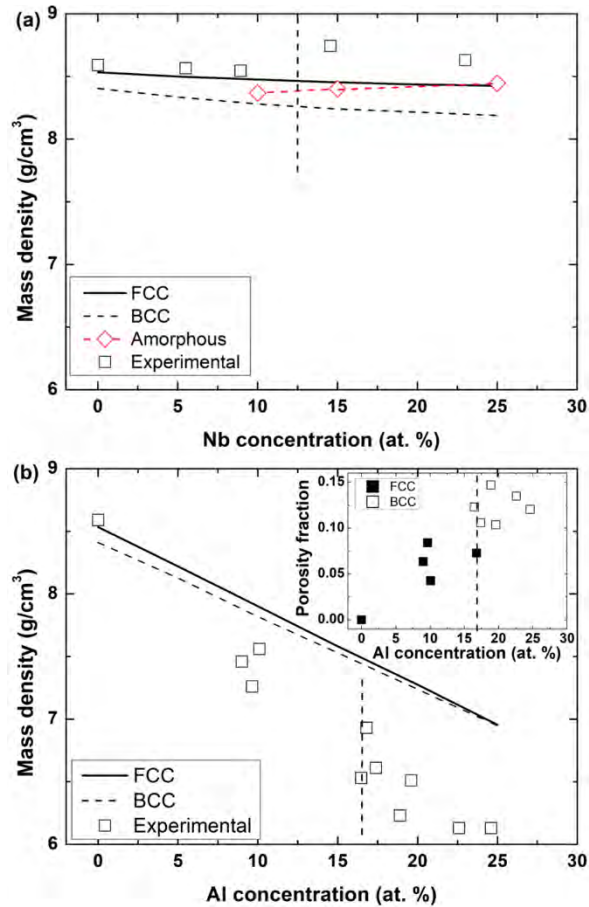 (a)
9
8
7
6
Mass density (g/cm³)
FCC
BCC
Amorphous
Experimental
0 5 10 15 20 25 30
Nb concentration (at. %)
(b)
9
8
7
6
Mass density (g/cm³)
0.15
0.10
0.05
0.00
Porosity fraction
FCC
BCC
0 5 10 15 20 25 30
Al concentration (at. %)
FCC
BCC
Experimental
0 5 10 15 20 25 30
Al concentration (at. %)